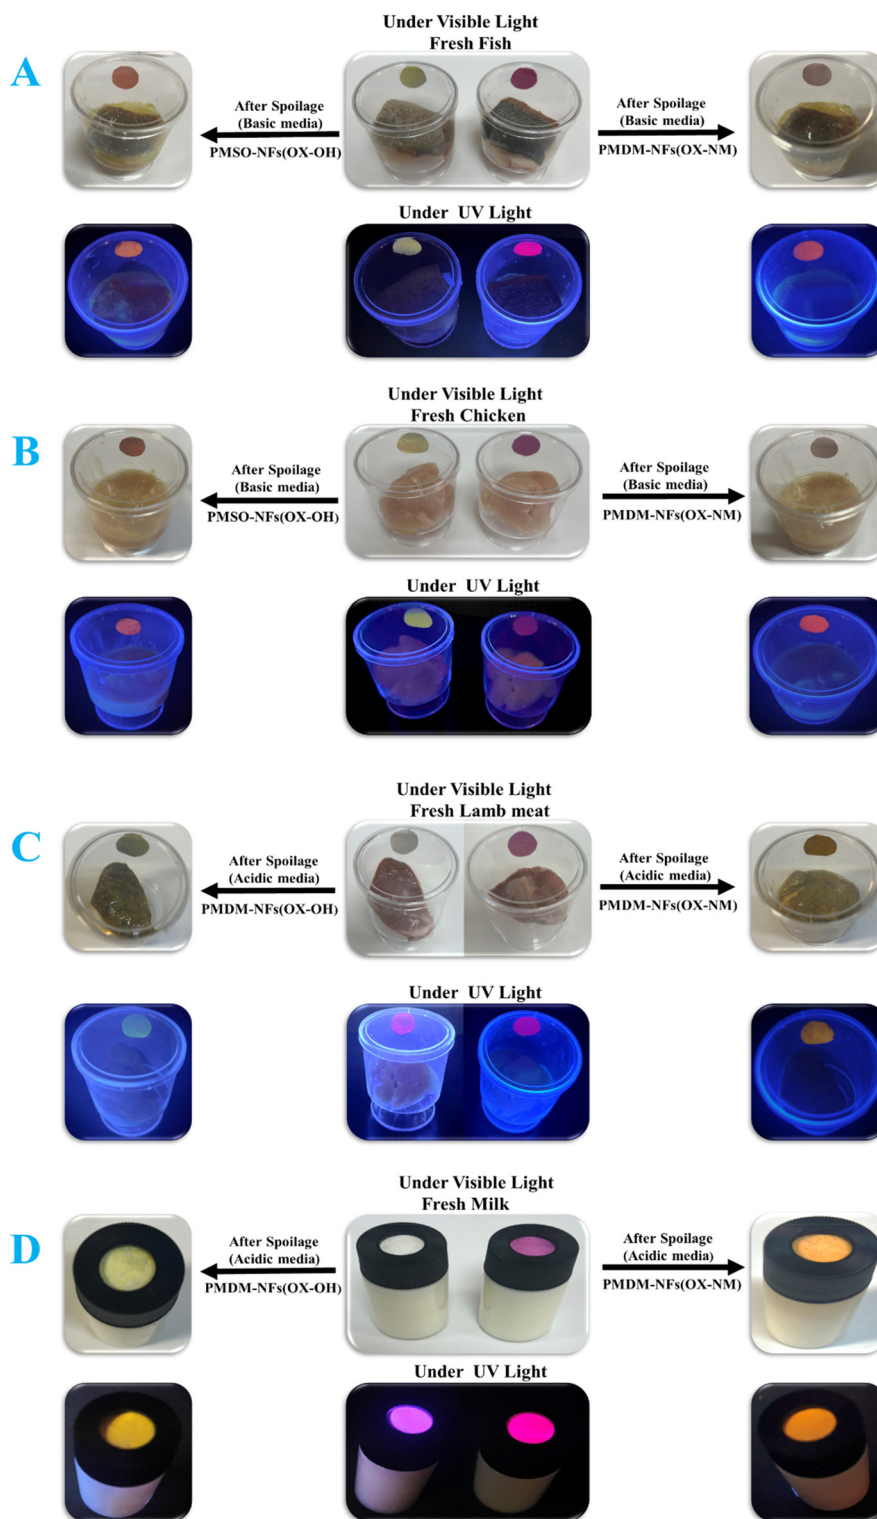 Under Visible Light
Fresh Fish
A
After Spoilage
(Basic media)
PMSO-NFs(OX-OH)
After Spoilage
(Basic media)
PMDM-NFs(OX-NM)
Under UV Light
Under Visible Light
Fresh Chicken
B
After Spoilage
(Basic media)
PMSO-NFs(OX-OH)
After Spoilage
(Basic media)
PMDM-NFs(OX-NM)
Under UV Light
Under Visible Light
Fresh Lamb meat
C
After Spoilage
(Acidic media)
PMDM-NFs(OX-OH)
After Spoilage
(Acidic media)
PMDM-NFs(OX-NM)
Under UV Light
Under Visible Light
Fresh Milk
D
After Spoilage
(Acidic media)
PMDM-NFs(OX-OH)
After Spoilage
(Acidic media)
PMDM-NFs(OX-NM)
Under UV Light